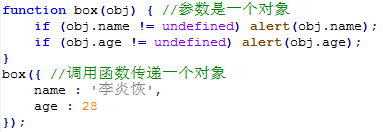 function box(obj) { //参数是一个对象
if (obj.name != undefined) alert(obj.name);
if (obj.age != undefined) alert(obj.age);
}
box({ //调用函数传递一个对象
name : '李炎恢',
age : 28
});